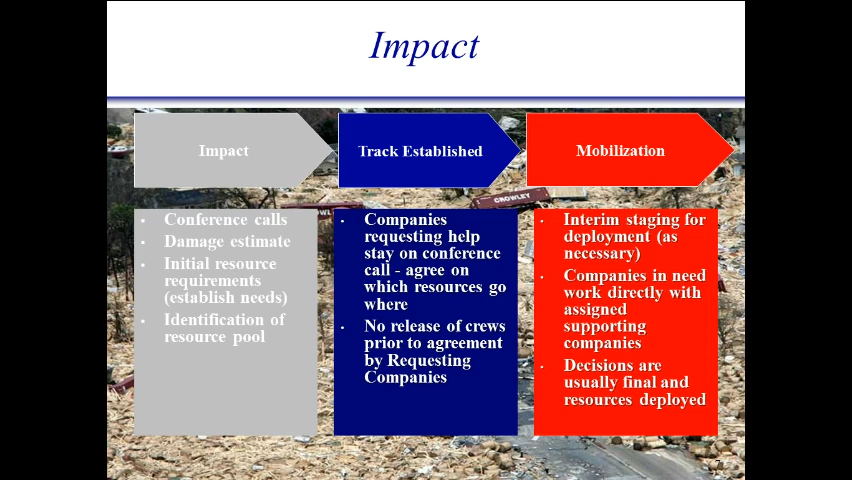 Impact
Impact
Track Established
Mobilization
• Conference calls
• Damage estimate
• Initial resource
requirements
(establish needs)
• Identification of
resource pool
• Companies
requesting help
stay on conference
call - agree on
which resources go
where
• No release of crews
prior to agreement
by Requesting
Companies
• Interim staging for
deployment (as
necessary)
• Companies in need
work directly with
assigned
supporting
companies
• Decisions are
usually final and
resources deployed
CROWLEY